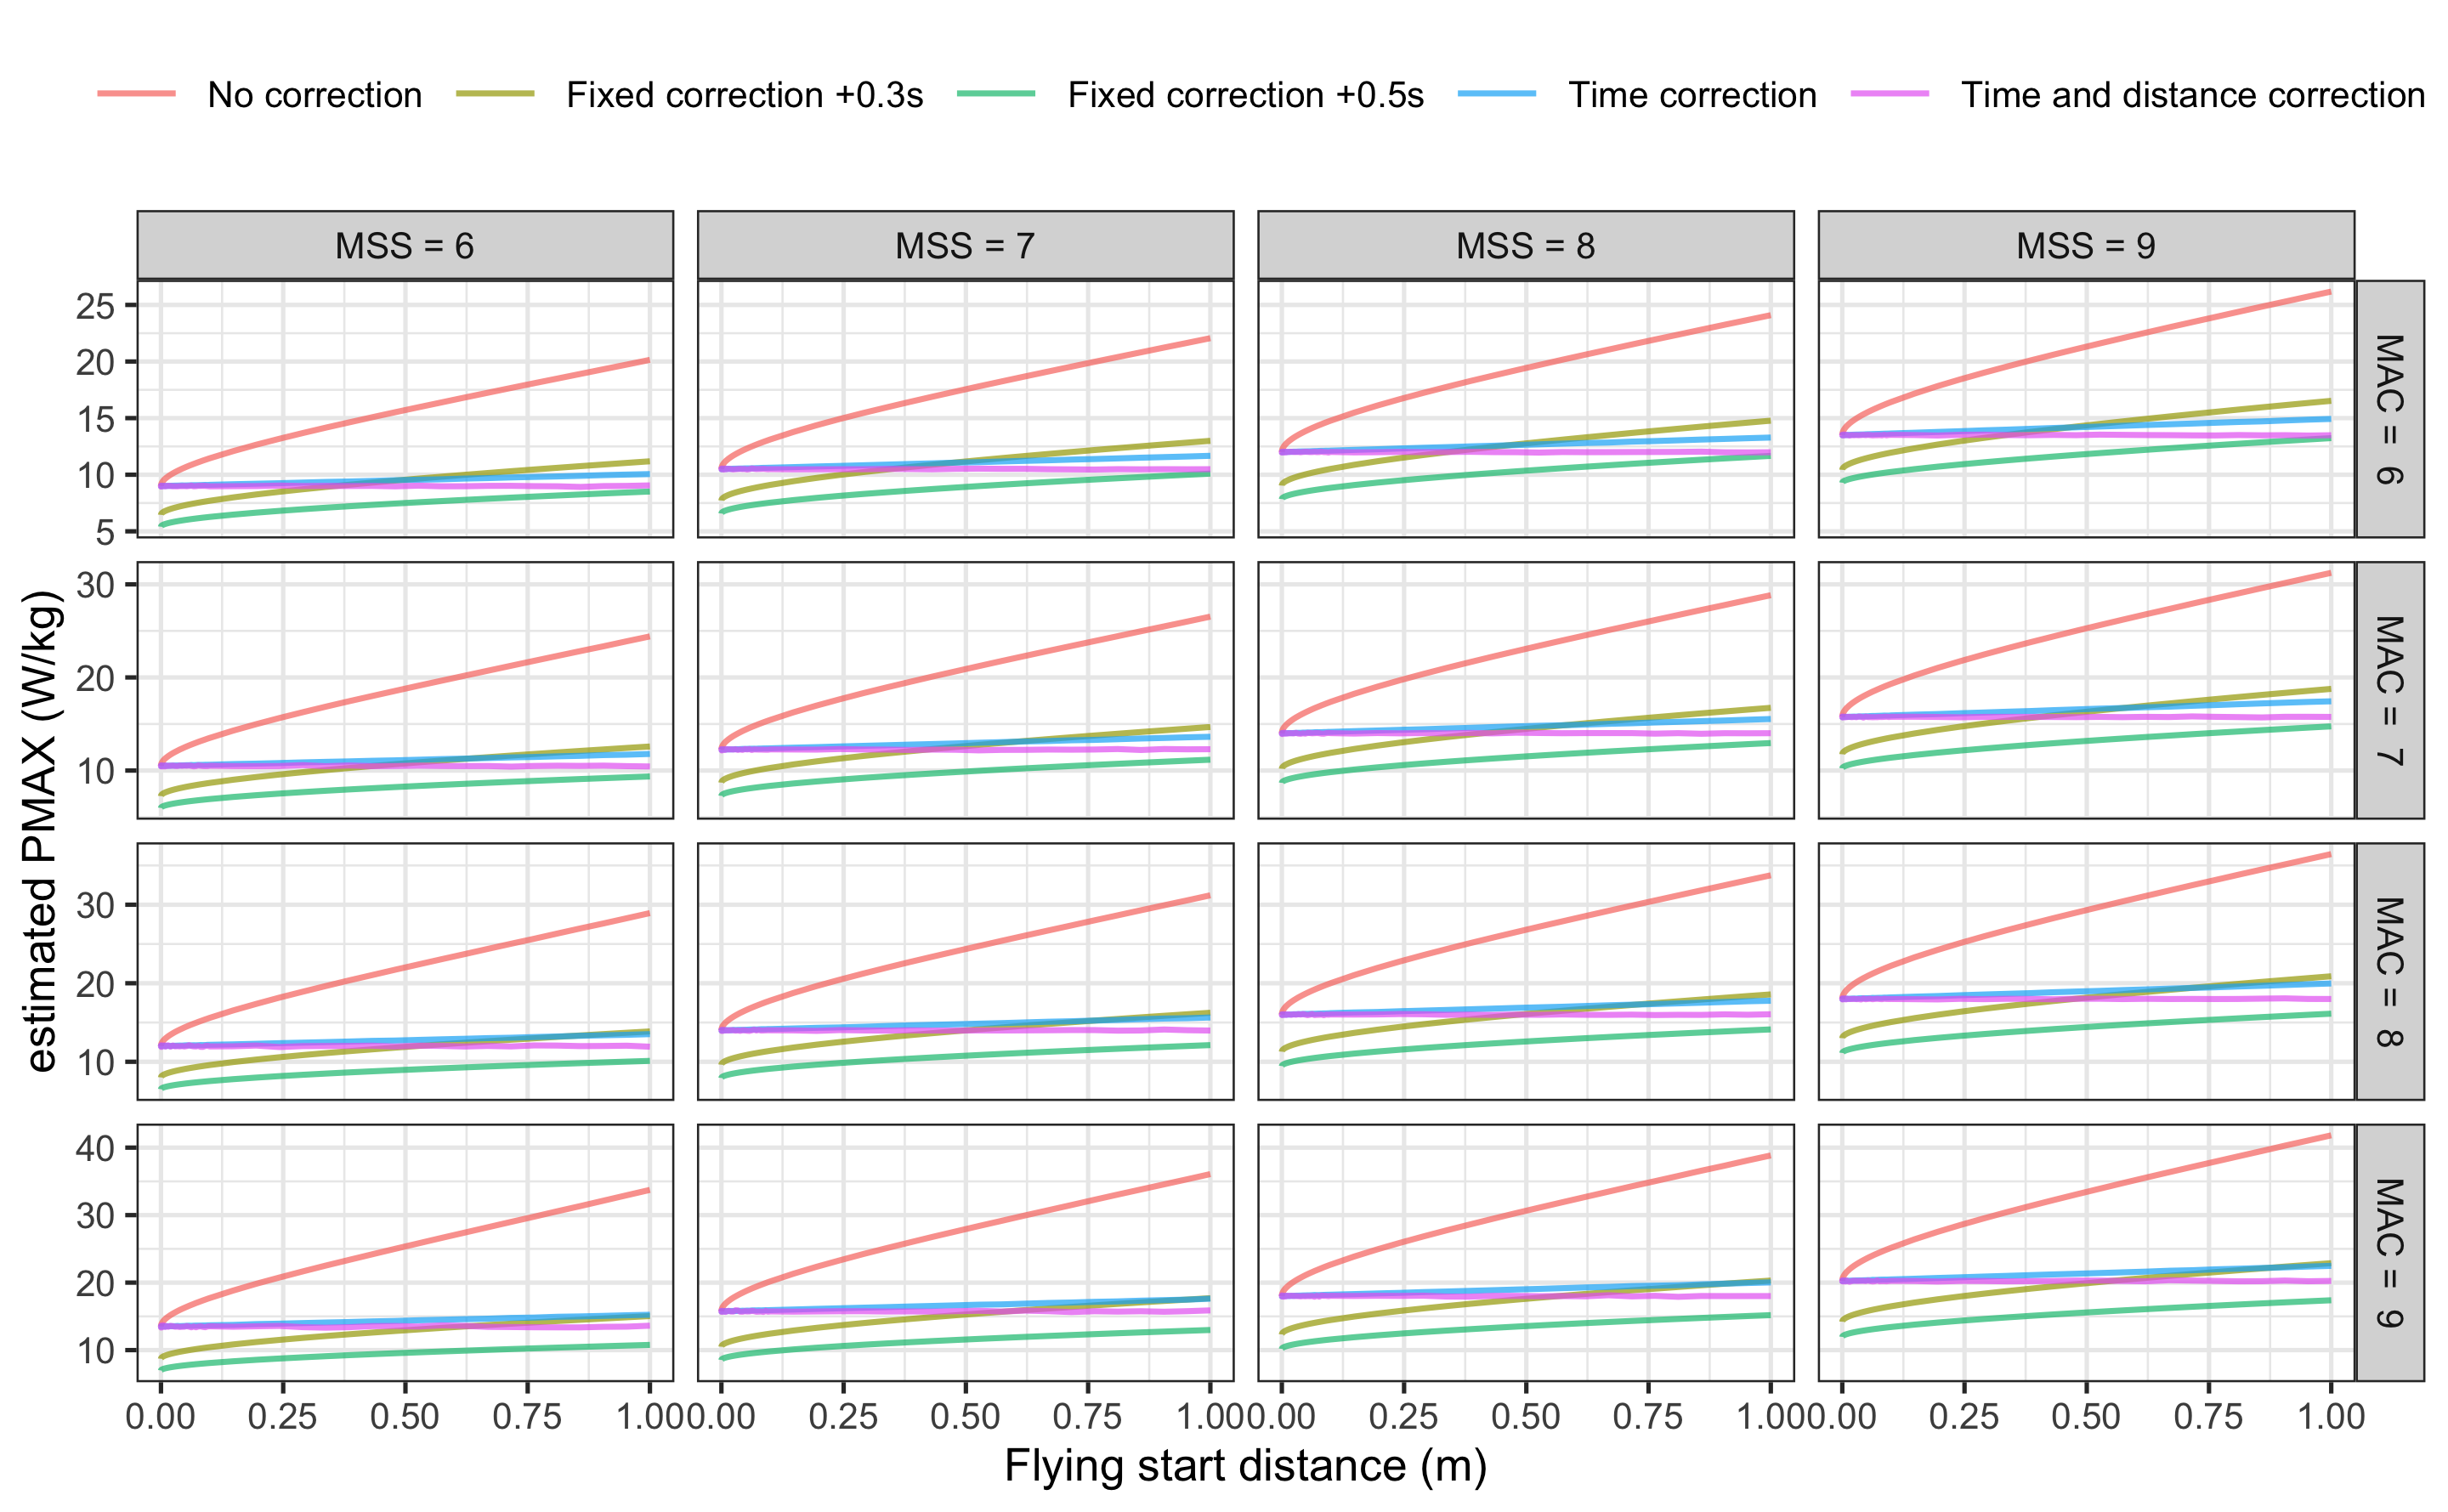 No correction Fixed correction +0.3s Fixed correction +0.5s Time correction Time and distance correction
MSS = 6 MSS = 7 MSS = 8 MSS = 9
25
20
15
10
5
MAC = 6
30
20
10
MAC = 7
estimated PMAX (W/kg)
30
20
10
MAC = 8
40
30
20
10
MAC = 9
0.00 0.25 0.50 0.75 1.00 0.00 0.25 0.50 0.75 1.00 0.00 0.25 0.50 0.75 1.00 0.00 0.25 0.50 0.75 1.00
Flying start distance (m)